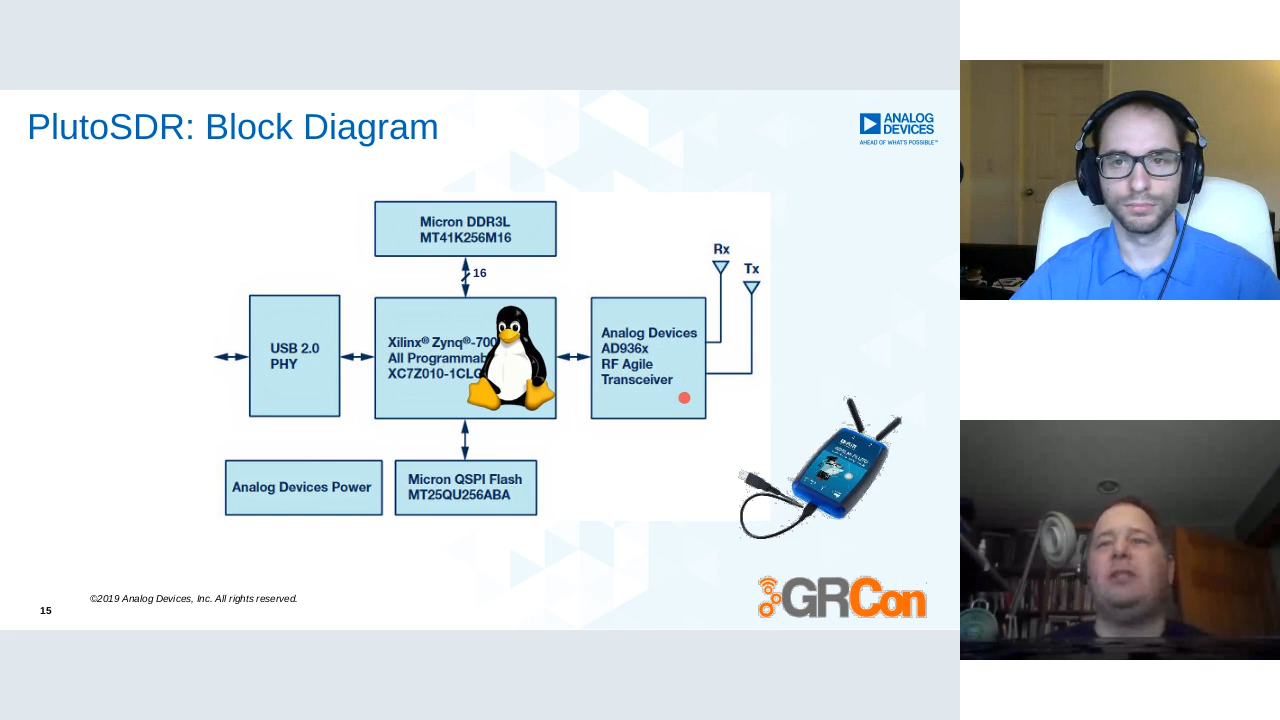 PlutoSDR: Block Diagram
ANALOG
DEVICES
AHEAD OF WHAT'S POSSIBLE™
Micron DDR3L
MT41K256M16
16
Rx
Tx
USB 2.0
PHY
Xilinx® Zynq®-700
All Programmab
XC7Z010-1CLG
Analog Devices
AD936x
RF Agile
Transceiver
Analog Devices Power
Micron QSPI Flash
MT25QU256ABA
©2019 Analog Devices, Inc. All rights reserved.
15
GRCon